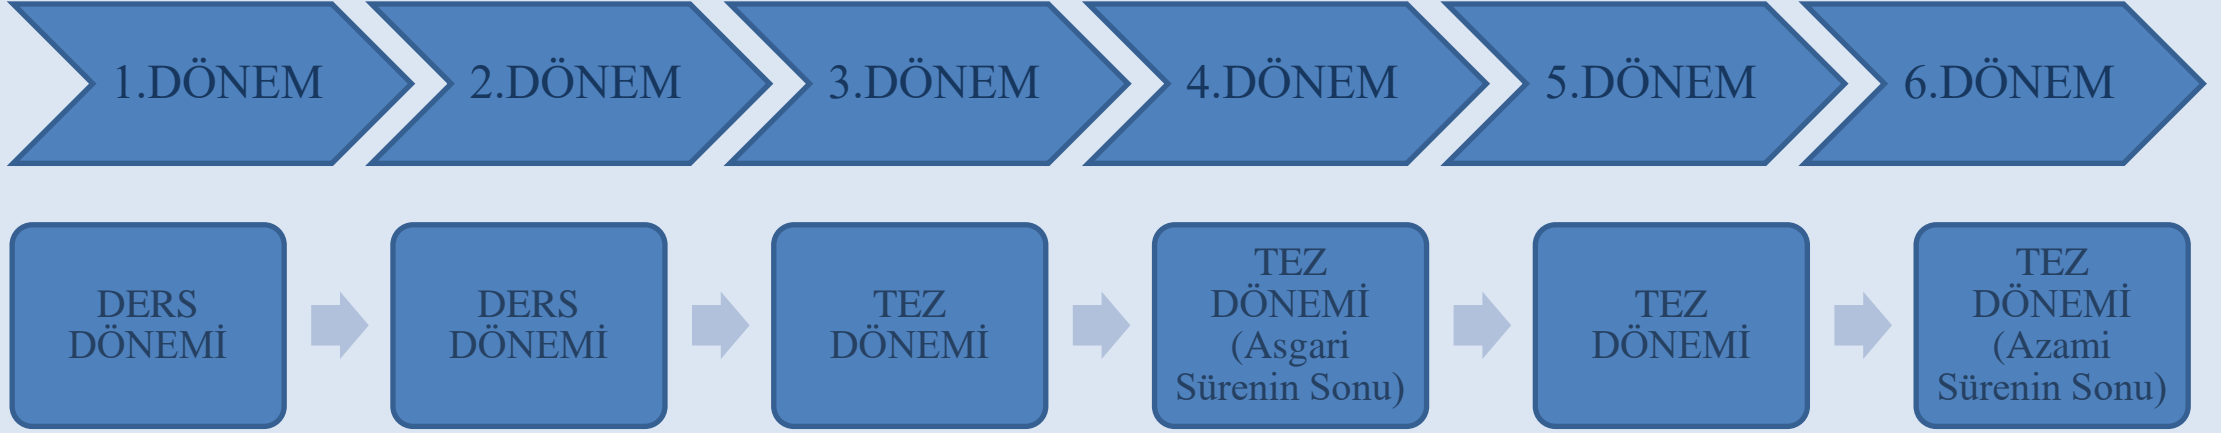 1.DÖNEM
2.DÖNEM
3.DÖNEM
4.DÖNEM
5.DÖNEM
6.DÖNEM
DERS
DÖNEMİ
DERS
DÖNEMİ
TEZ
DÖNEMİ
TEZ
DÖNEMİ
(Asgari
Sürenin Sonu)
TEZ
DÖNEMİ
TEZ
DÖNEMİ
(Azami
Sürenin Sonu)